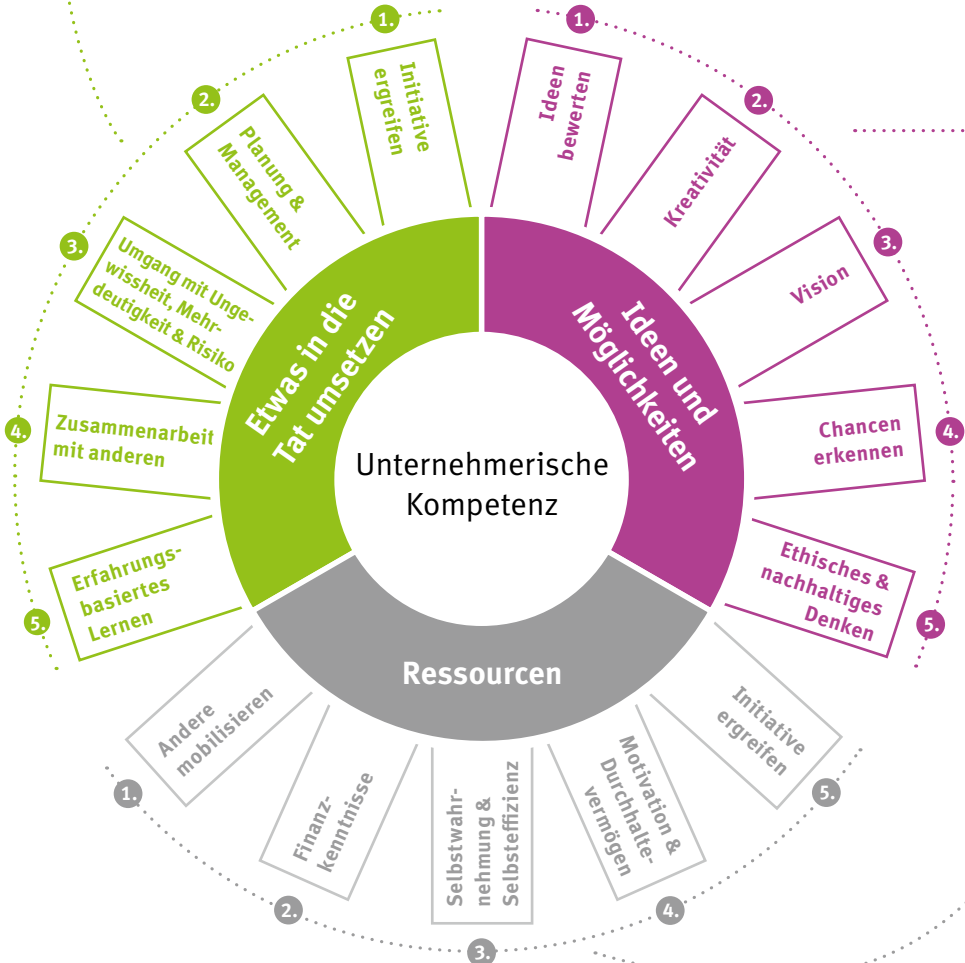 Unternehmerische
Kompetenz
Etwas in die
Tat umsetzen
1.
Initiative
ergreifen
2.
Planung &
Management
3.
Umgang mit Unge-
wissheit, Mehr-
deutigkeit & Risiko
4.
Zusammenarbeit
mit anderen
5.
Erfahrungs-
basiertes
Lernen
Ideen und
Möglichkeiten
1.
Ideen
bewerten
2.
Kreativität
3.
Vision
4.
Chancen
erkennen
5.
Ethisches &
nachhaltiges
Denken
Ressourcen
1.
Andere
mobilisieren
2.
Finanz-
kenntnisse
3.
Selbstwahr-
nehmung &
Selbsteffizienz
4.
Motivation &
Durchhalte-
vermögen
5.
Initiative
ergreifen